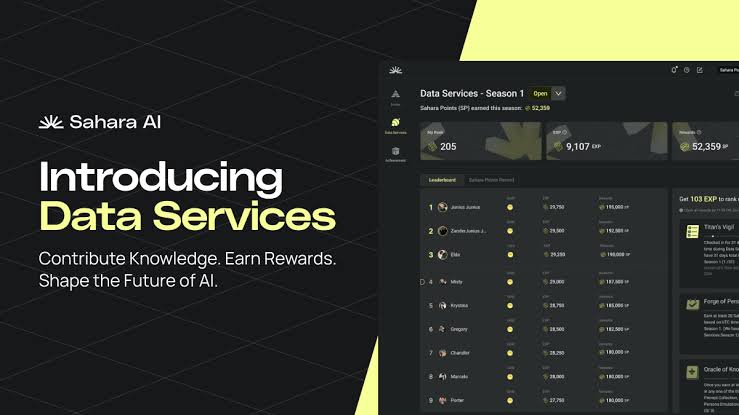 Sahara AI
Introducing
Data Services
Contribute Knowledge. Earn Rewards.
Shape the Future of AI.
Data Services - Season 1 Open
Sahara Points (SP) earned this season: 52,359
205
EXP
9,107 EXP
Rewards
52,359 SP
Data Services
Achievement
Leaderboard Sahara Points Record
Get 103 EXP to rank
1 Junius Junius 29,750 195,000 SP
2 Zander Junius J... 29,500 192,500 SP
3 Elda 29,250 190,000 SP
4 Misty 29,000 187,500 SP
5 Krystina 28,750 185,000 SP
6 Gregory 28,500 182,500 SP
7 Chandler 28,250 180,000 SP
8 Marcelo 28,000 180,000 SP
9 Porter 27,750 180,000 SP
Titan's Vigil
Forge of Pers
Oracle of Kno